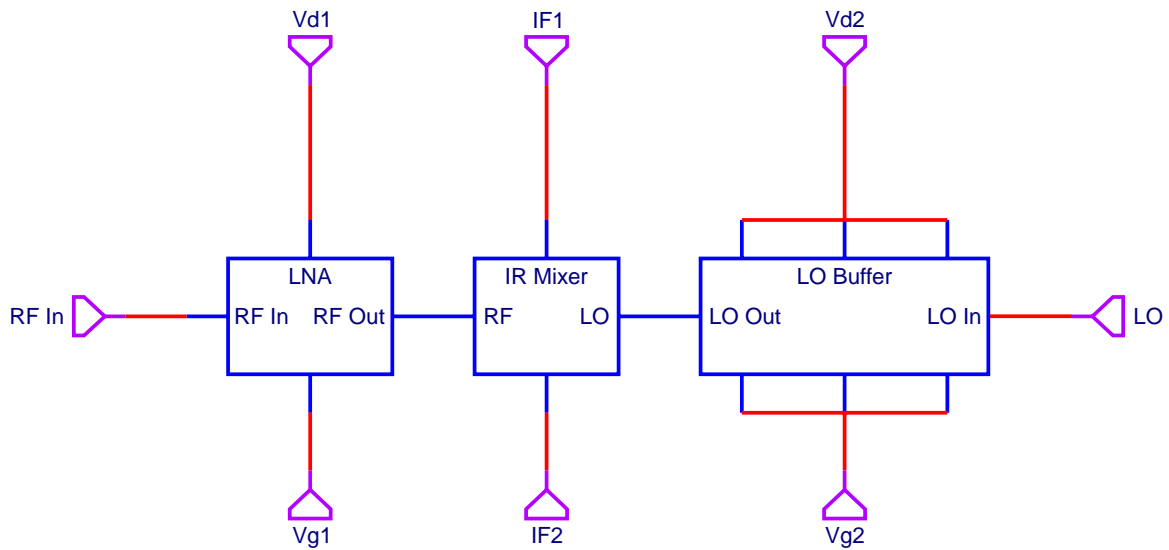 Vd1
IF1
Vd2
LNA
IR Mixer
LO Buffer
RF In
RF In
RF Out
RF
LO
LO Out
LO In
LO
Vg1
IF2
Vg2